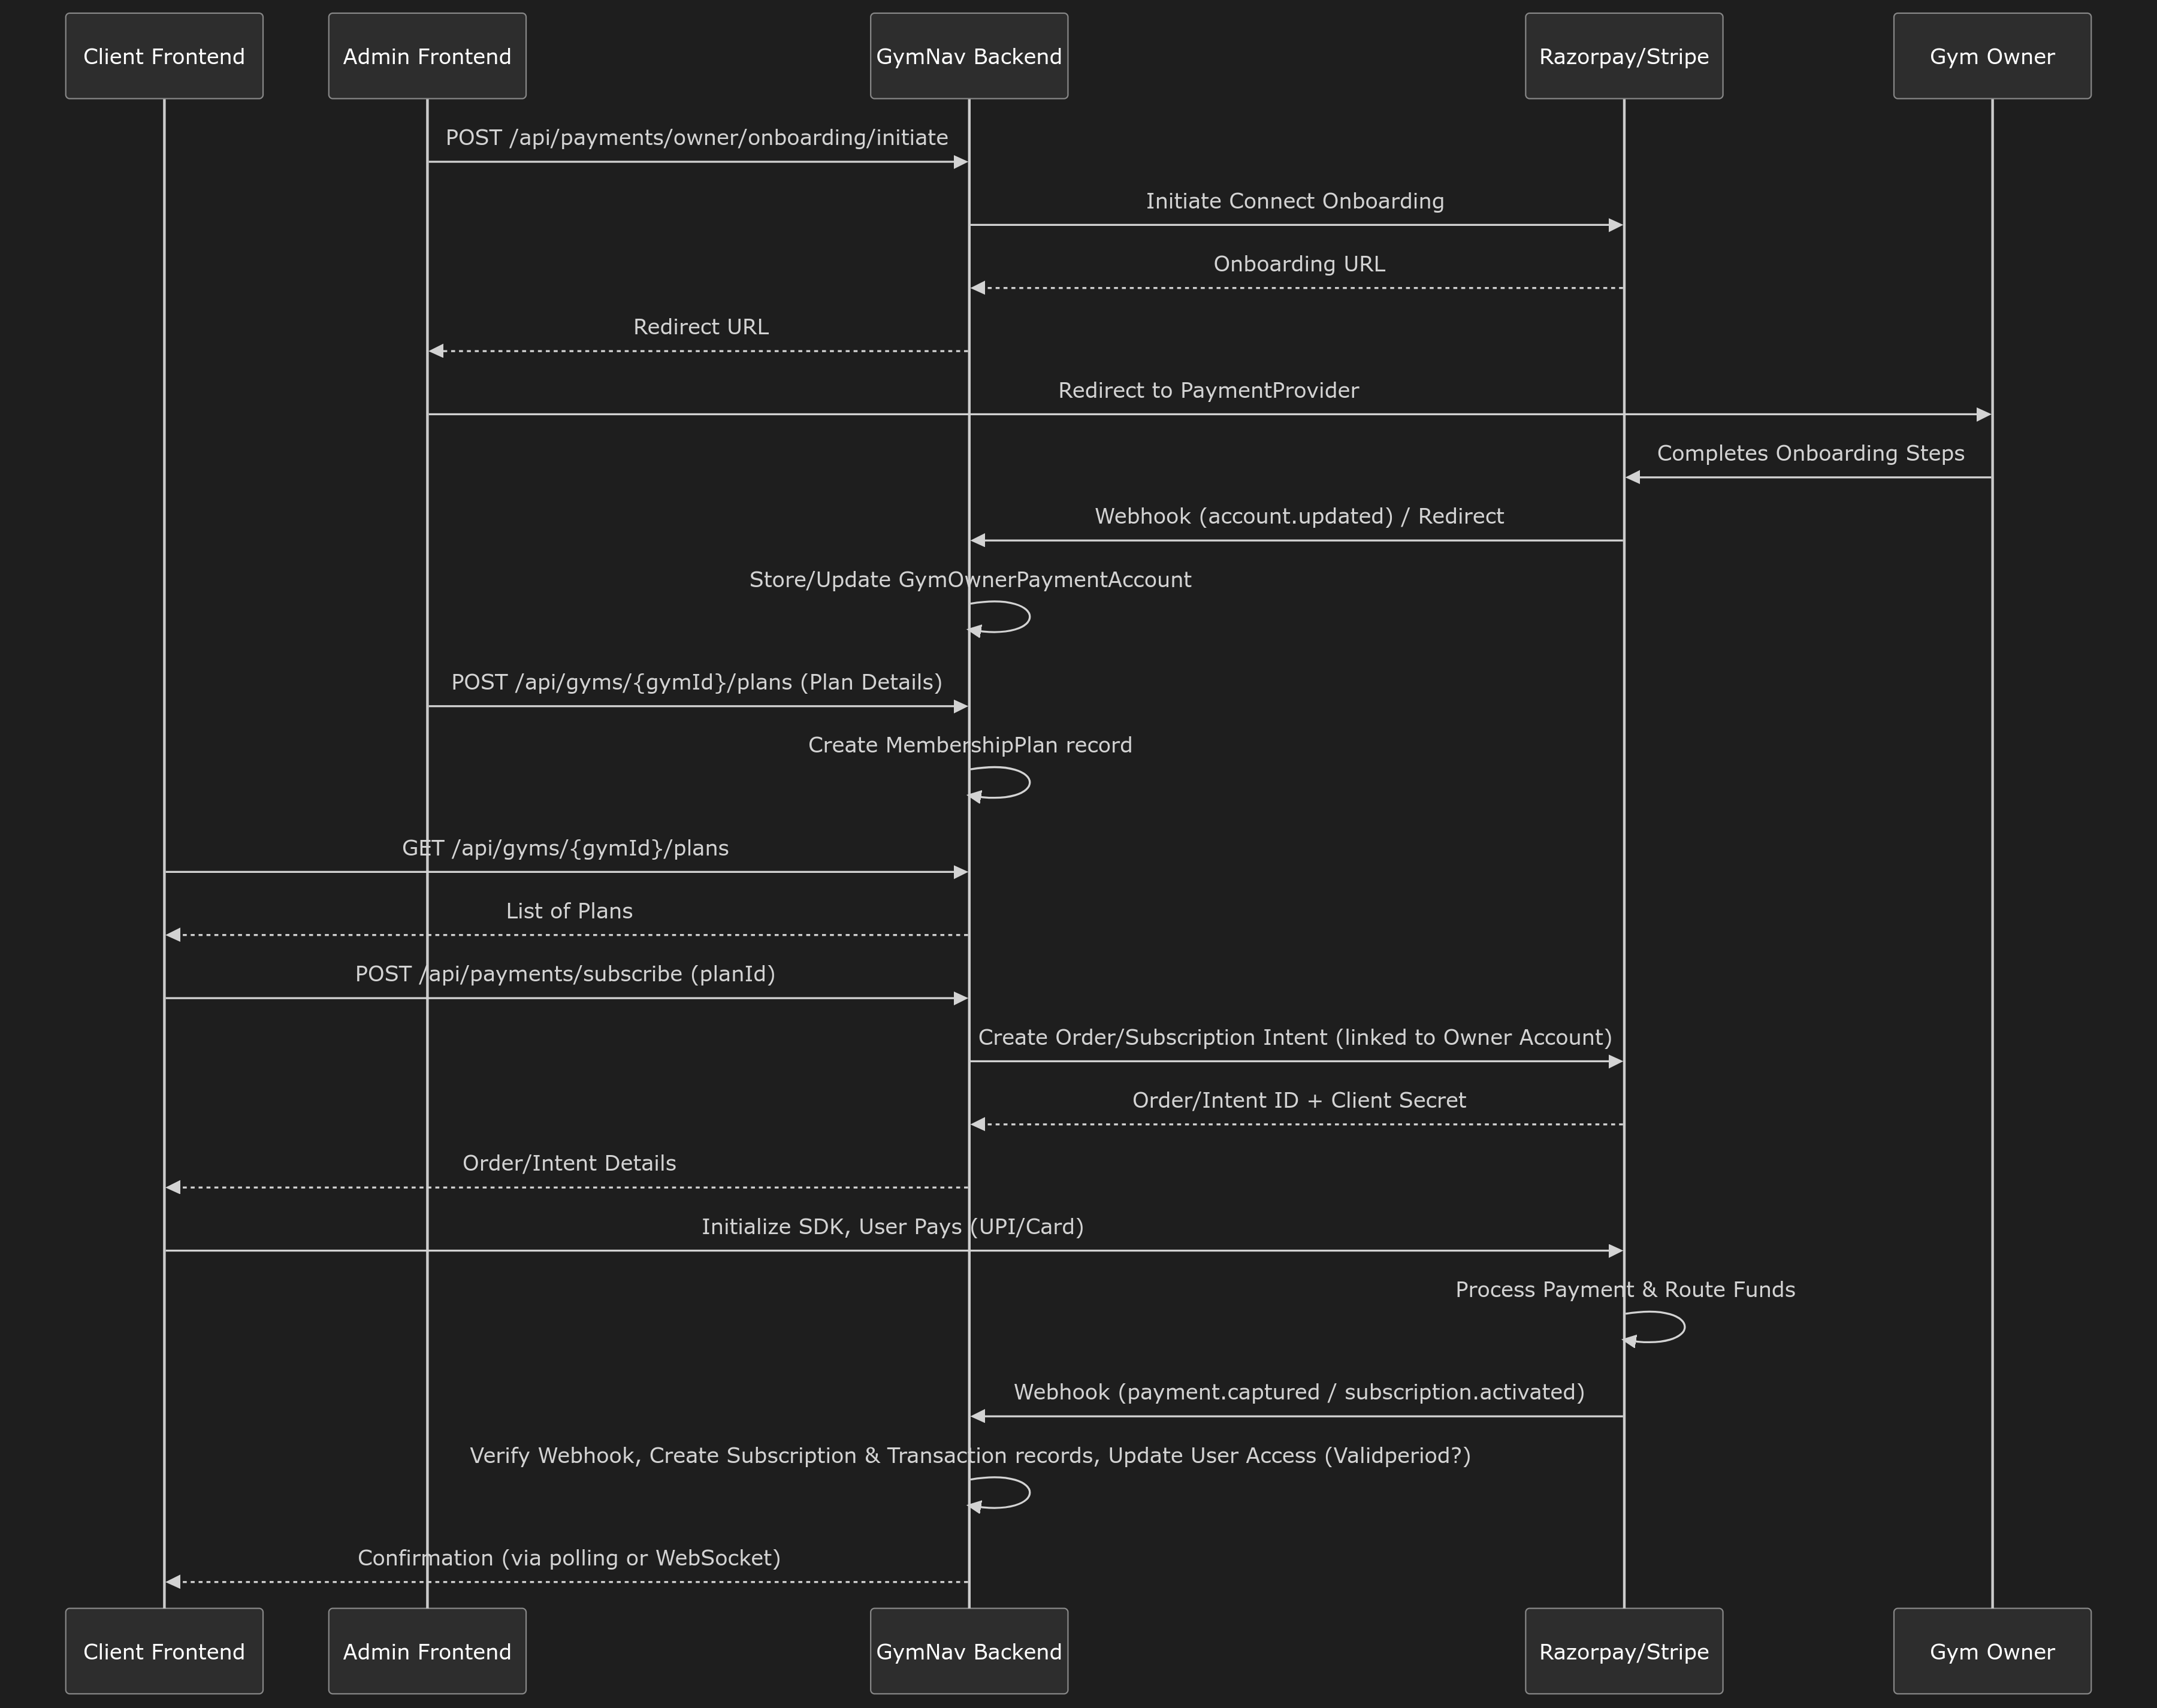 Client Frontend
Admin Frontend
GymNav Backend
Razorpay/Stripe
Gym Owner
POST /api/payments/owner/onboarding/initiate
Initiate Connect Onboarding
Onboarding URL
Redirect URL
Redirect to PaymentProvider
Completes Onboarding Steps
Webhook (account.updated) / Redirect
Store/Update GymOwnerPaymentAccount
POST /api/gyms/{gymId}/plans (Plan Details)
Create MembershipPlan record
GET /api/gyms/{gymId}/plans
List of Plans
POST /api/payments/subscribe (planId)
Create Order/Subscription Intent (linked to Owner Account)
Order/Intent ID + Client Secret
Order/Intent Details
Initialize SDK, User Pays (UPI/Card)
Process Payment & Route Funds
Webhook (payment.captured / subscription.activated)
Verify Webhook, Create Subscription & Transaction records, Update User Access (Validperiod?)
Confirmation (via polling or WebSocket)
Client Frontend
Admin Frontend
GymNav Backend
Razorpay/Stripe
Gym Owner